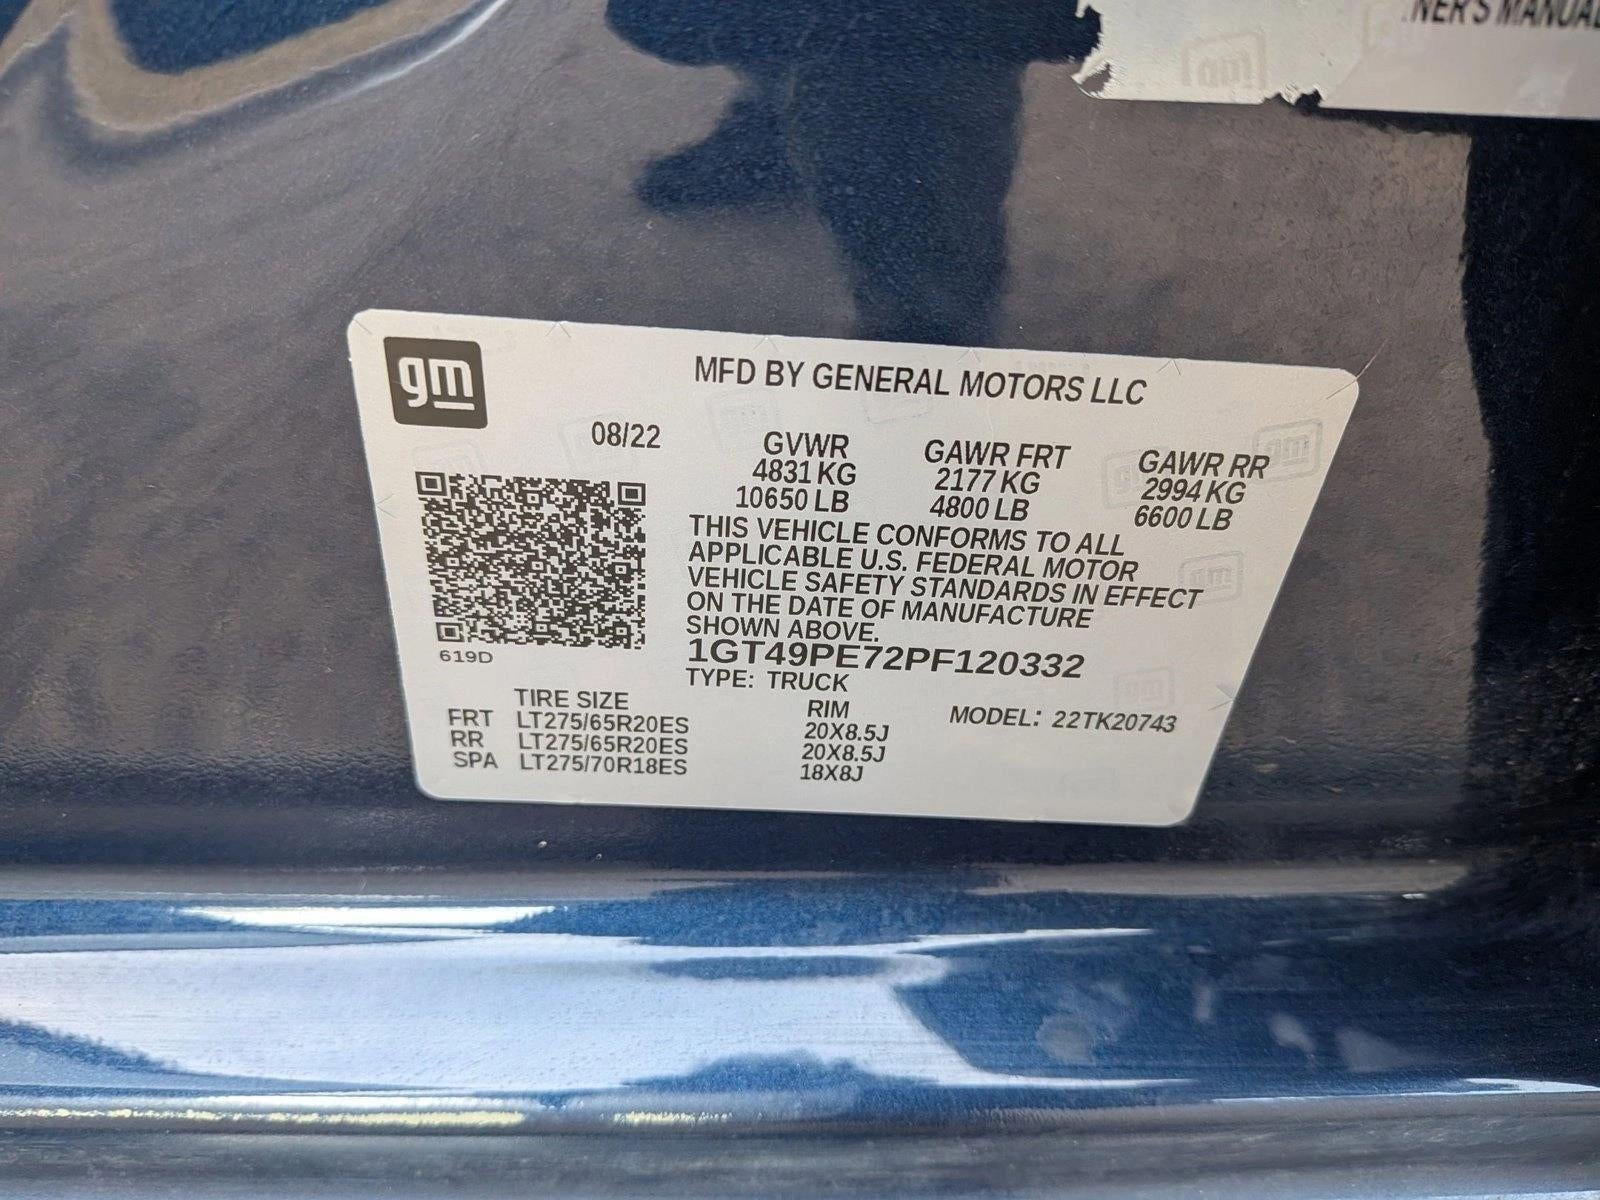 NER'S MANUAL
gm
MFD BY GENERAL MOTORS LLC
08/22
GVWR GAWR FRT GAWR RR
4831 KG 2177 KG 2994 KG
10650 LB 4800 LB 6600 LB
THIS VEHICLE CONFORMS TO ALL
APPLICABLE U.S. FEDERAL MOTOR
VEHICLE SAFETY STANDARDS IN EFFECT
ON THE DATE OF MANUFACTURE
SHOWN ABOVE.
619D
1GT49PE72PF120332
TYPE: TRUCK
TIRE SIZE RIM MODEL: 22TK20743
FRT LT275/65R20ES 20X8.5J
RR LT275/65R20ES 20X8.5J
SPA LT275/70R18ES 18X8J